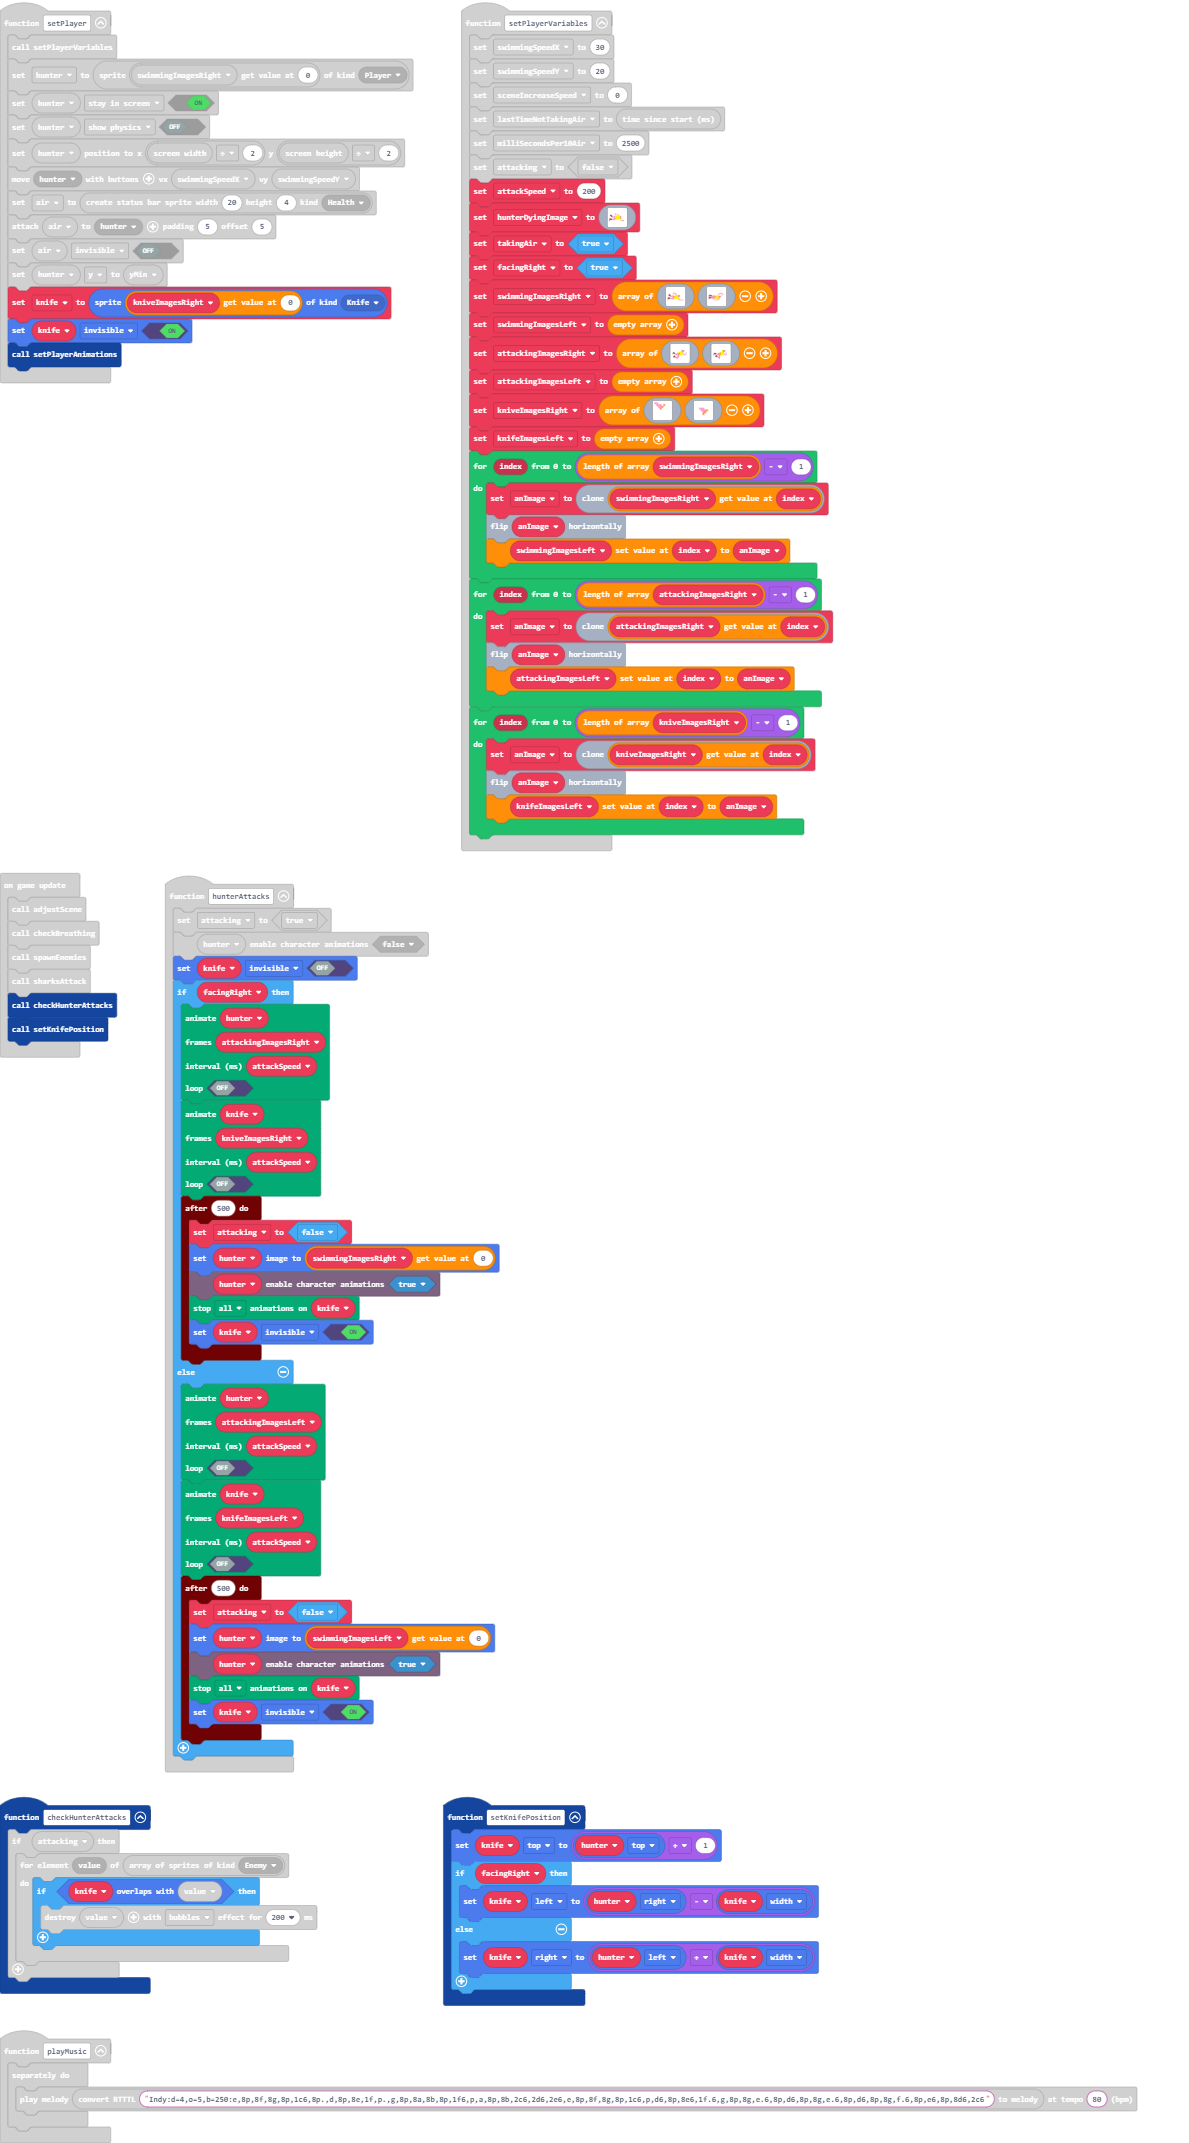 function setPlayer
call setPlayerVariables
set hunter to sprite swimmingImagesRight get value at 0 of kind Player
set hunter stay in screen ON
set hunter show physics OFF
set hunter position to x screen width ÷ 2 y screen height ÷ 2
move hunter with buttons vx swimmingSpeedX vy swimmingSpeedY
set air to create status bar sprite width 20 height 4 kind Health
attach air to hunter padding 5 offset 5
set air invisible OFF
set hunter y to yMin
set knife to sprite kniveImagesRight get value at 0 of kind Knife
set knife invisible ON
call setPlayerAnimations
function setPlayerVariables
set swimmingSpeedX to 30
set swimmingSpeedY to 20
set sceneIncreaseSpeed to 0
set lastTimeNotTakingAir to time since start (ms)
set milliSecondsPer10Air to 2500
set attacking to false
set attackSpeed to 200
set hunterDyingImage to
set takingAir to true
set facingRight to true
set swimmingImagesRight to array of
set swimmingImagesLeft to empty array
set attackingImagesRight to array of
set attackingImagesLeft to empty array
set kniveImagesRight to array of
set knifeImagesLeft to empty array
for index from 0 to length of array swimmingImagesRight - 1
do
set anImage to clone swimmingImagesRight get value at index
flip anImage horizontally
swimmingImagesLeft set value at index to anImage
for index from 0 to length of array attackingImagesRight - 1
do
set anImage to clone attackingImagesRight get value at index
flip anImage horizontally
attackingImagesLeft set value at index to anImage
for index from 0 to length of array kniveImagesRight - 1
do
set anImage to clone kniveImagesRight get value at index
flip anImage horizontally
knifeImagesLeft set value at index to anImage
on game update
call adjustScene
call checkBreathing
call spawnEnemies
call sharksAttack
call checkHunterAttacks
call setKnifePosition
function hunterAttacks
set attacking to true
hunter enable character animations false
set knife invisible OFF
if facingRight then
animate hunter
frames attackingImagesRight
interval (ms) attackSpeed
loop OFF
animate knife
frames kniveImagesRight
interval (ms) attackSpeed
loop OFF
after 500 do
set attacking to false
set hunter image to swimmingImagesRight get value at 0
hunter enable character animations true
stop all animations on knife
set knife invisible ON
else
animate hunter
frames attackingImagesLeft
interval (ms) attackSpeed
loop OFF
animate knife
frames knifeImagesLeft
interval (ms) attackSpeed
loop OFF
after 500 do
set attacking to false
set hunter image to swimmingImagesLeft get value at 0
hunter enable character animations true
stop all animations on knife
set knife invisible ON
function checkHunterAttacks
if attacking then
for element value of array of sprites of kind Enemy
do
if knife overlaps with value then
destroy value with bubbles effect for 200 ms
function setKnifePosition
set knife top to hunter top + 1
if facingRight then
set knife left to hunter right - knife width
else
set knife right to hunter left + knife width
function playMusic
separately do
play melody convert RTTTL "Indy:d=4,o=5,b=250:e,8p,8f,8g,8p,1c6,8p.,d,8p,8e,1f,p.,g,8p,8a,8b,8p,1f6,p,a,8p,8b,2c6,2d6,2e6,e,8p,8f,8g,8p,1c6,p,d6,8p,8e6,1f.6,g,8p,8g,e.6,8p,d6,8p,8g,e.6,8p,d6,8p,8g,f.6,8p,e6,8p,8d6,2c6" to melody at tempo 80 (bpm)